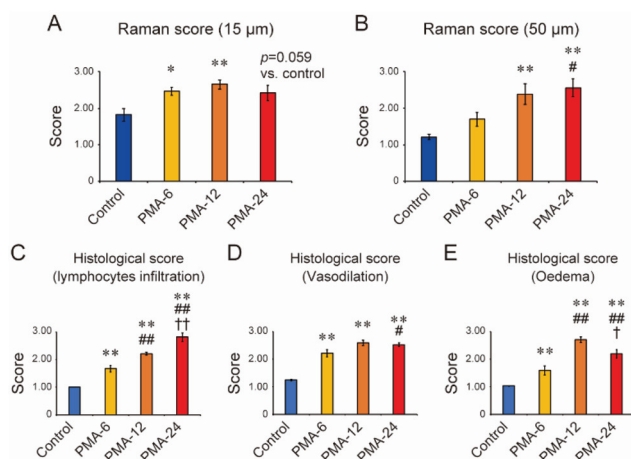 A
Raman score (15 μm)
p=0.059
vs. control
*
**
3.00
2.00
1.00
0
Score
Control
PMA-6
PMA-12
PMA-24
B
Raman score (50 μm)
**
**
#
3.00
2.00
1.00
0
Score
Control
PMA-6
PMA-12
PMA-24
C
Histological score
(lymphocytes infiltration)
**
**
##
**
##
††
3.00
2.00
1.00
0
Score
Control
PMA-6
PMA-12
PMA-24
D
Histological score
(Vasodilation)
**
**
**
#
3.00
2.00
1.00
0
Score
Control
PMA-6
PMA-12
PMA-24
E
Histological score
(Oedema)
**
**
##
**
##
†
3.00
2.00
1.00
0
Score
Control
PMA-6
PMA-12
PMA-24